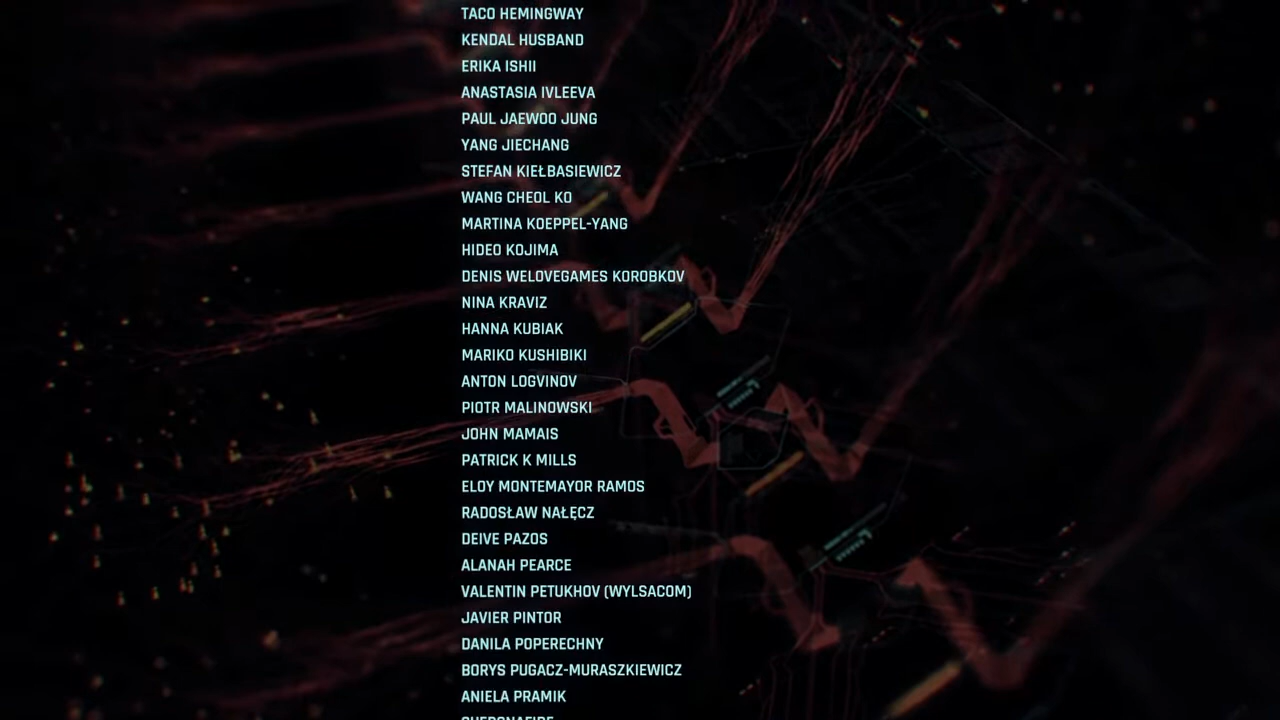 TACO HEMINGWAY
KENDAL HUSBAND
ERIKA ISHII
ANASTASIA IVLEEVA
PAUL JAEWOO JUNG
YANG JIECHANG
STEFAN KIEŁBASIEWICZ
WANG CHEOL KO
MARTINA KOEPPEL-YANG
HIDEO KOJIMA
DENIS WELOVEGAMES KOROBKOV
NINA KRAVIZ
HANNA KUBIAK
MARIKO KUSHIBIKI
ANTON LOGVINOV
PIOTR MALINOWSKI
JOHN MAMAIS
PATRICK K MILLS
ELOY MONTEMAYOR RAMOS
RADOSŁAW NAŁĘCZ
DEIVE PAZOS
ALANAH PEARCE
VALENTIN PETUKHOV (WYLSACOM)
JAVIER PINTOR
DANILA POPERECHNY
BORYS PUGACZ-MURASZKIEWICZ
ANIELA PRAMIK